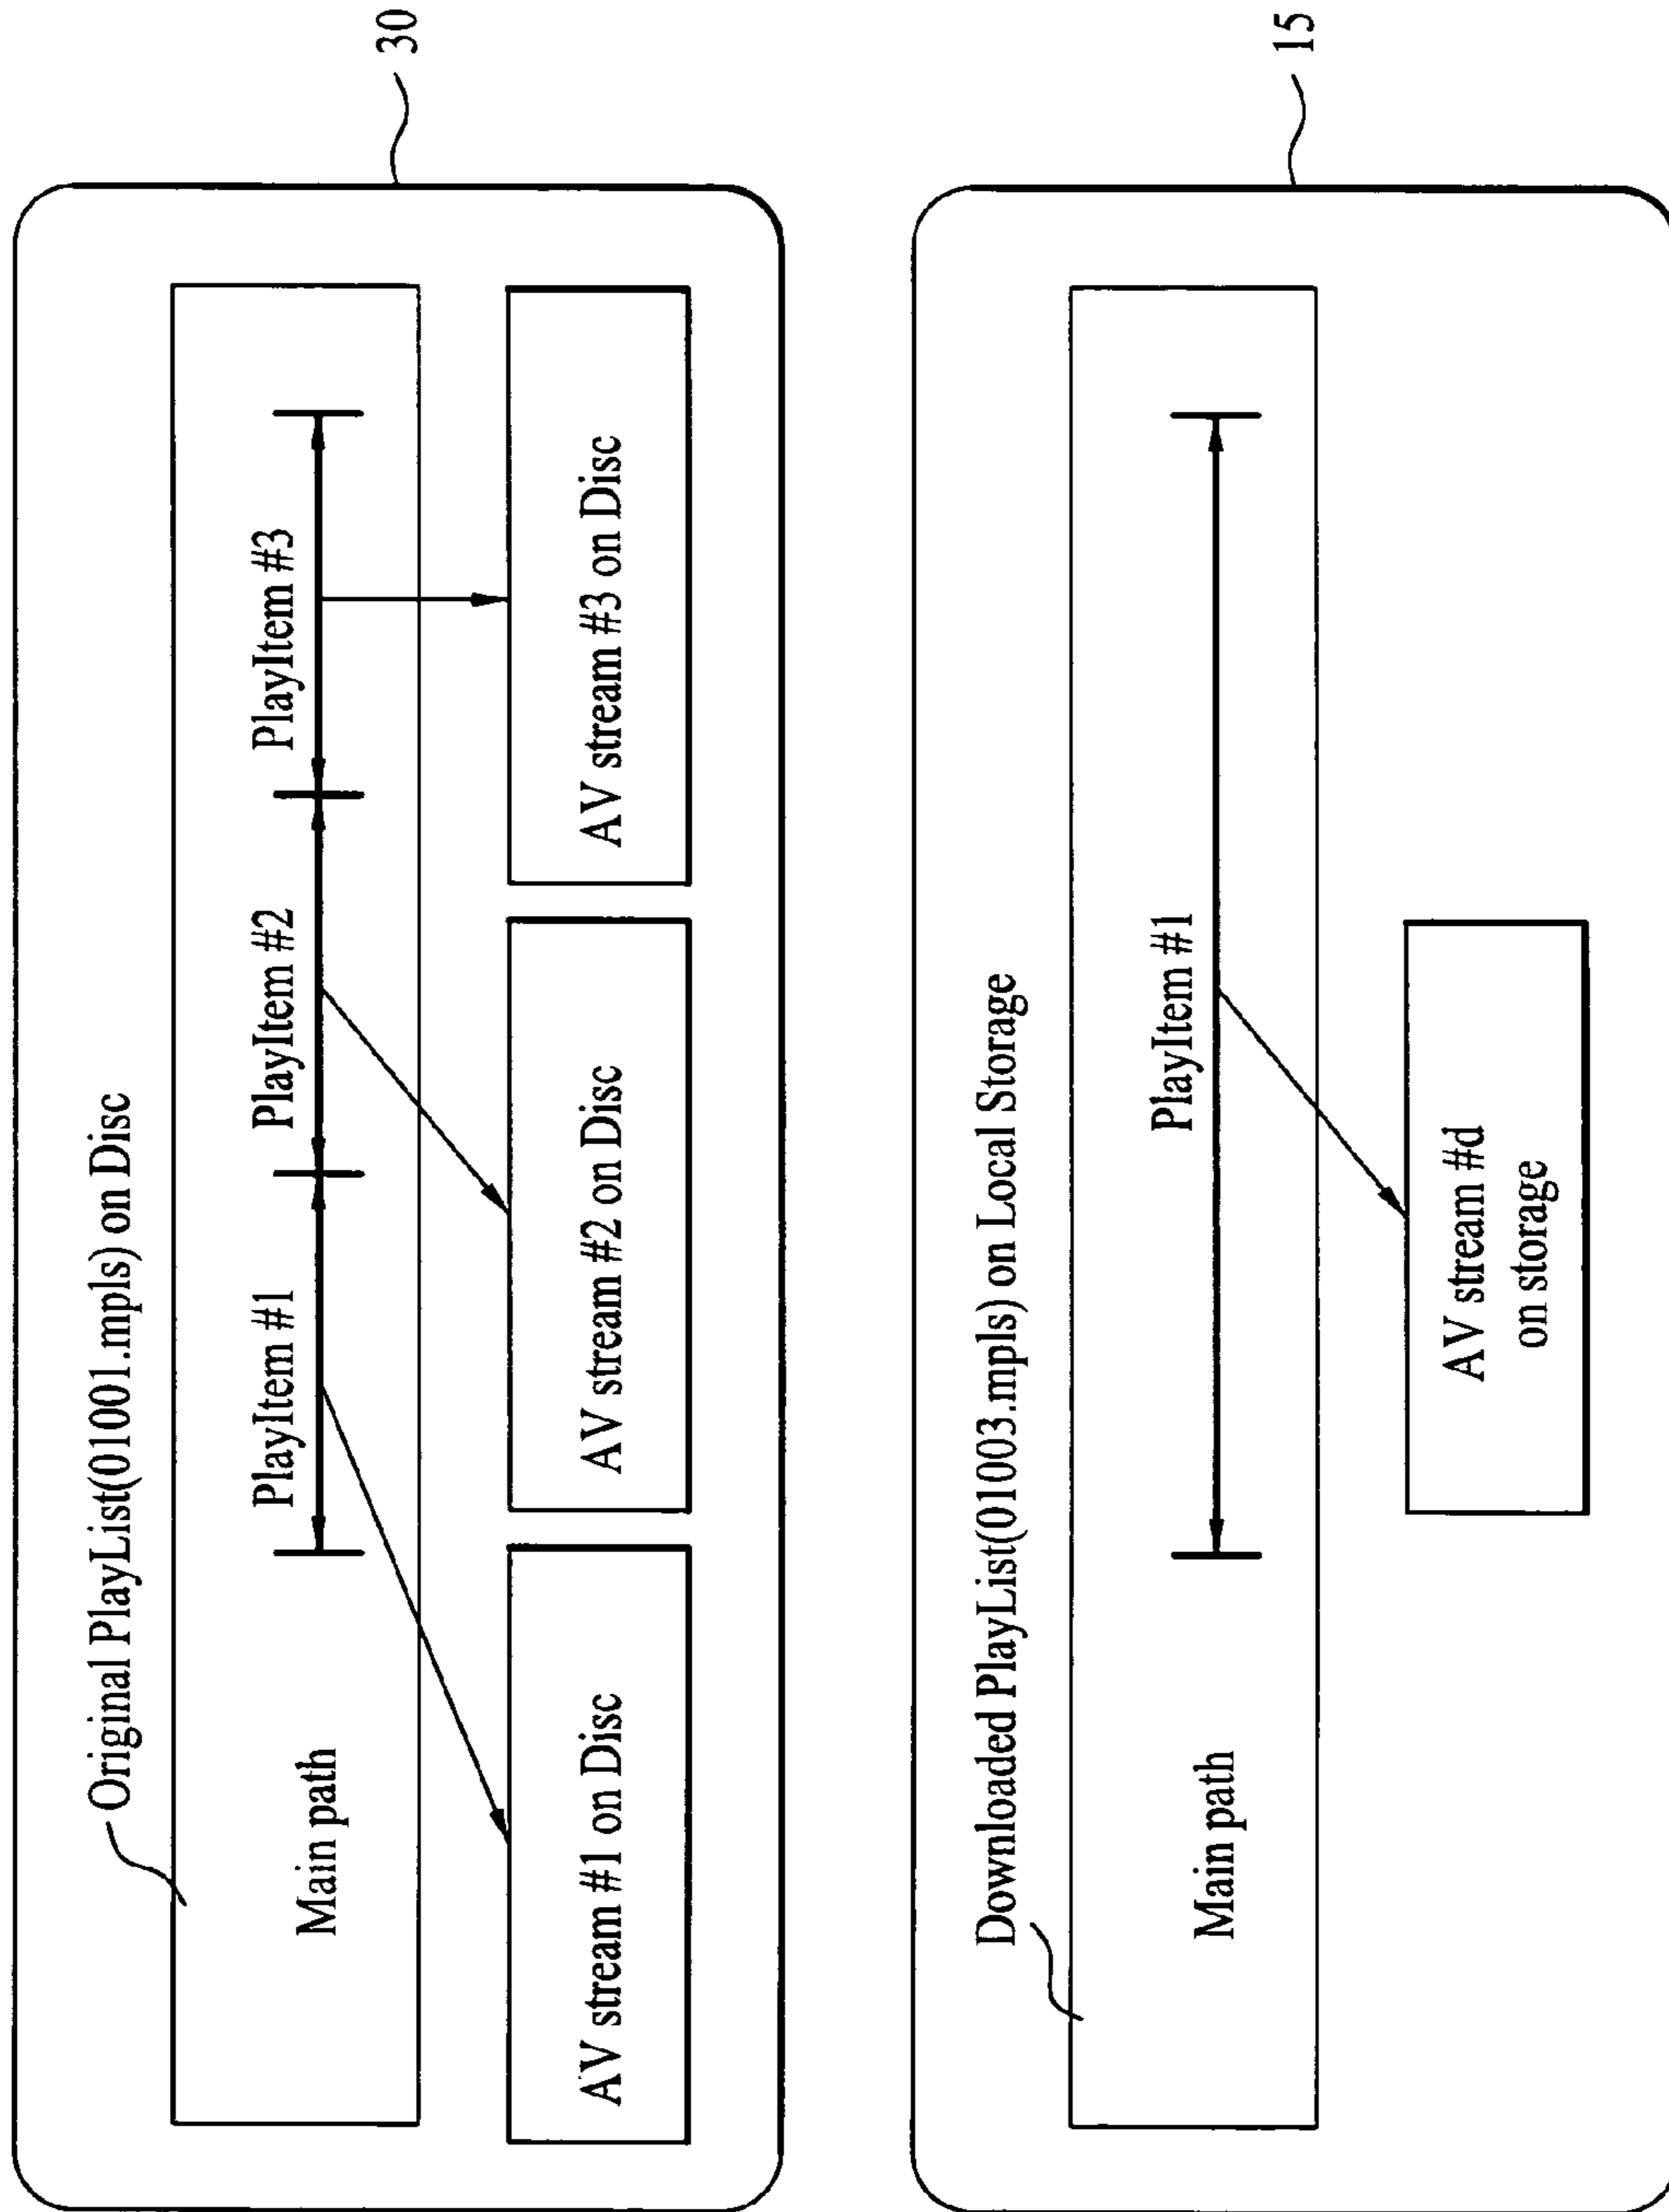 Original PlayList(01001.mpls) on Disc
30
Main path
PlayItem #1
PlayItem #2
PlayItem #3
AV stream #1 on Disc
AV stream #2 on Disc
AV stream #3 on Disc
Downloaded PlayList(01003.mpls) on Local Storage
15
Main path
PlayItem #1
AV stream #d
on storage